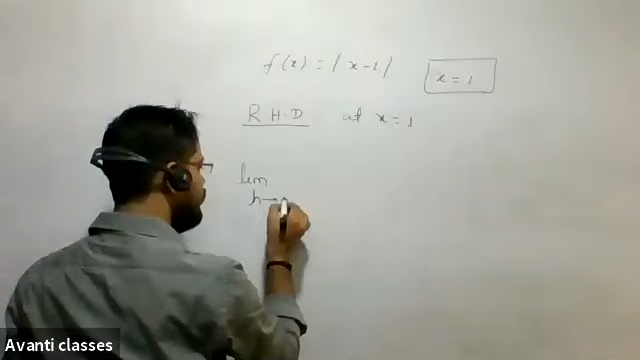 f(x) = |x-1|
x = 1
R H.D at x = 1
lim
h→
Avanti classes